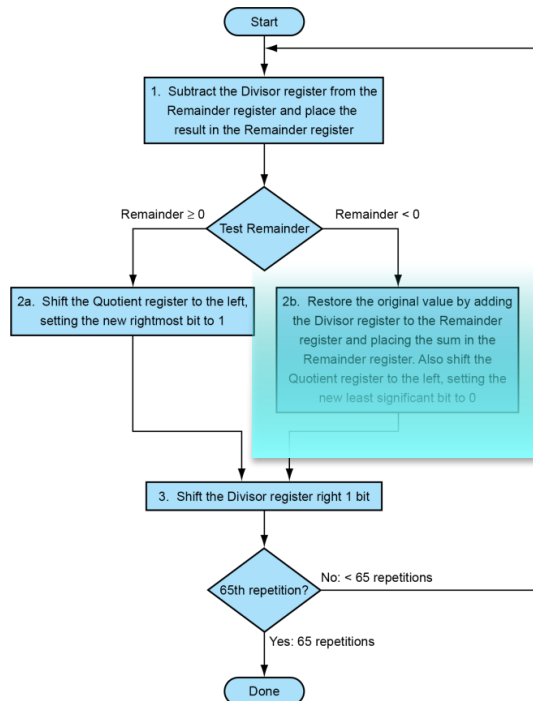 Start
1. Subtract the Divisor register from the
Remainder register and place the
result in the Remainder register
Remainder ≥ 0
Remainder < 0
Test Remainder
2a. Shift the Quotient register to the left,
setting the new rightmost bit to 1
2b. Restore the original value by adding
the Divisor register to the Remainder
register and placing the sum in the
Remainder register. Also shift the
Quotient register to the left, setting the
new least significant bit to 0
3. Shift the Divisor register right 1 bit
65th repetition?
No: < 65 repetitions
Yes: 65 repetitions
Done